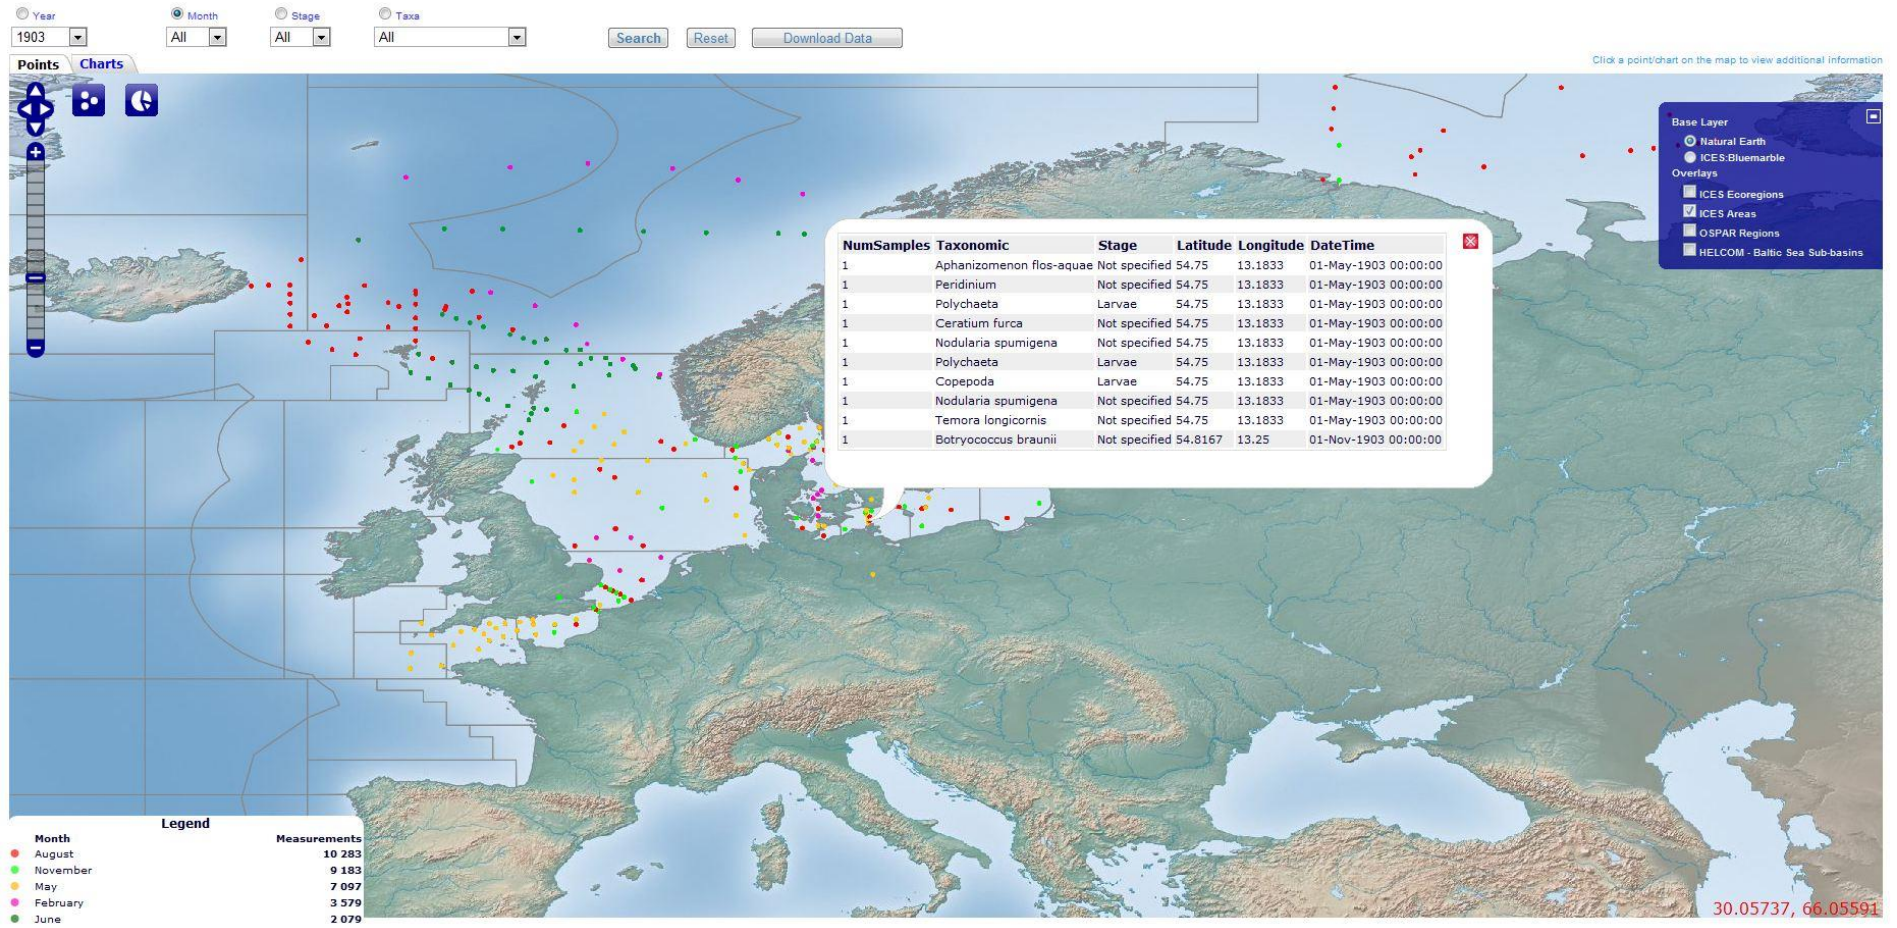 Year Month Stage Taxa
1903 All All All Search Reset Download Data
Points Charts Click a point/chart on the map to view additional information
Base Layer
Natural Earth
ICES:Bluemarble
Overlays
ICES Ecoregions
ICES Areas
OSPAR Regions
HELCOM - Baltic Sea Sub-basins
NumSamples Taxonomic Stage Latitude Longitude DateTime
1 Aphanizomenon flos-aquae Not specified 54.75 13.1833 01-May-1903 00:00:00
1 Peridinium Not specified 54.75 13.1833 01-May-1903 00:00:00
1 Polychaeta Larvae 54.75 13.1833 01-May-1903 00:00:00
1 Ceratium furca Not specified 54.75 13.1833 01-May-1903 00:00:00
1 Nodularia spumigena Not specified 54.75 13.1833 01-May-1903 00:00:00
1 Polychaeta Larvae 54.75 13.1833 01-May-1903 00:00:00
1 Copepoda Larvae 54.75 13.1833 01-May-1903 00:00:00
1 Nodularia spumigena Not specified 54.75 13.1833 01-May-1903 00:00:00
1 Temora longicornis Not specified 54.75 13.1833 01-May-1903 00:00:00
1 Botryococcus braunii Not specified 54.8167 13.25 01-Nov-1903 00:00:00
Legend
Month Measurements
August 10 283
November 9 183
May 7 097
February 3 579
June 2 079
30.05737, 66.05591